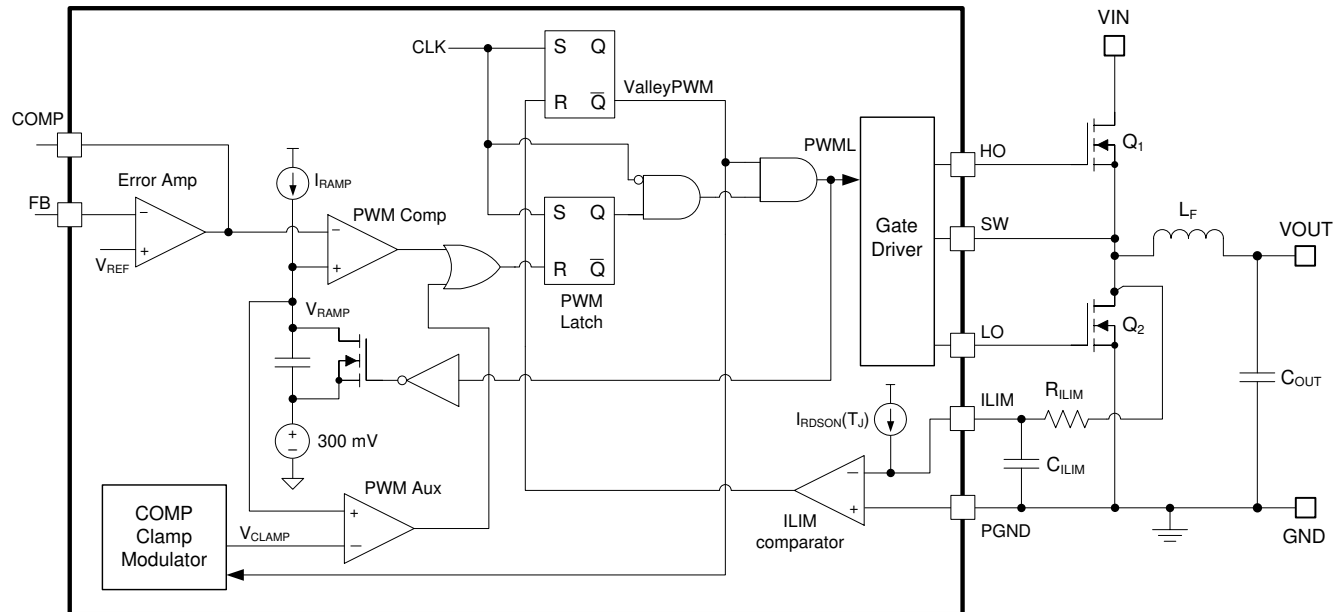 VIN
CLK
S Q
R Q̅
ValleyPWM
COMP
PWML
HO
Q1
Error Amp
IRAMP
FB
−
+
VREF
PWM Comp
−
+
S Q
R Q̅
PWM
Latch
Gate
Driver
SW
LF
VOUT
VRAMP
LO
Q2
COUT
RILIM
ILIM
IRDSON(TJ)
+
−
300 mV
CILIM
COMP
Clamp
Modulator
VCLAMP
PWM Aux
+
−
−
+
ILIM
comparator
PGND
GND